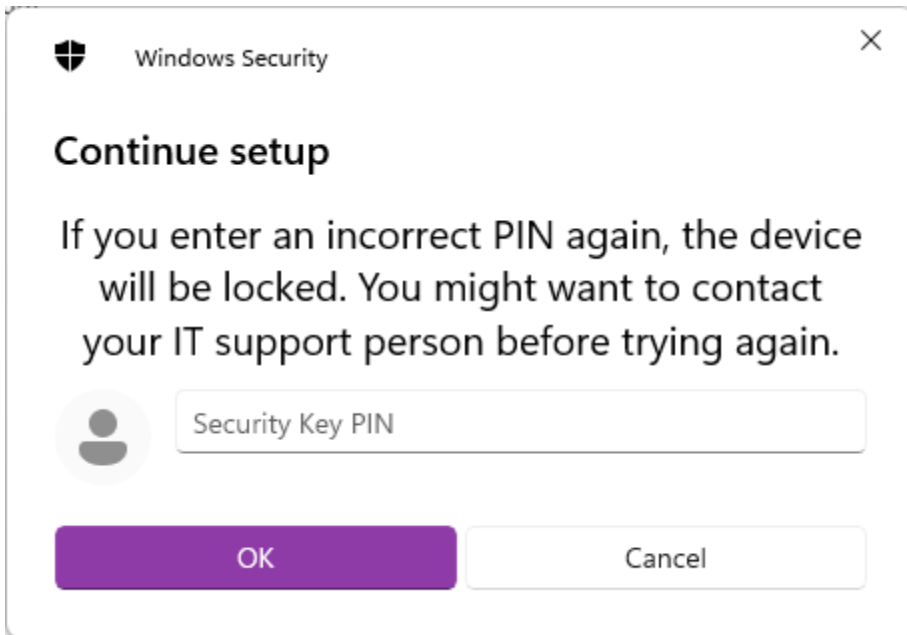 Windows Security
Continue setup
If you enter an incorrect PIN again, the device
will be locked. You might want to contact
your IT support person before trying again.
Security Key PIN
OK
Cancel